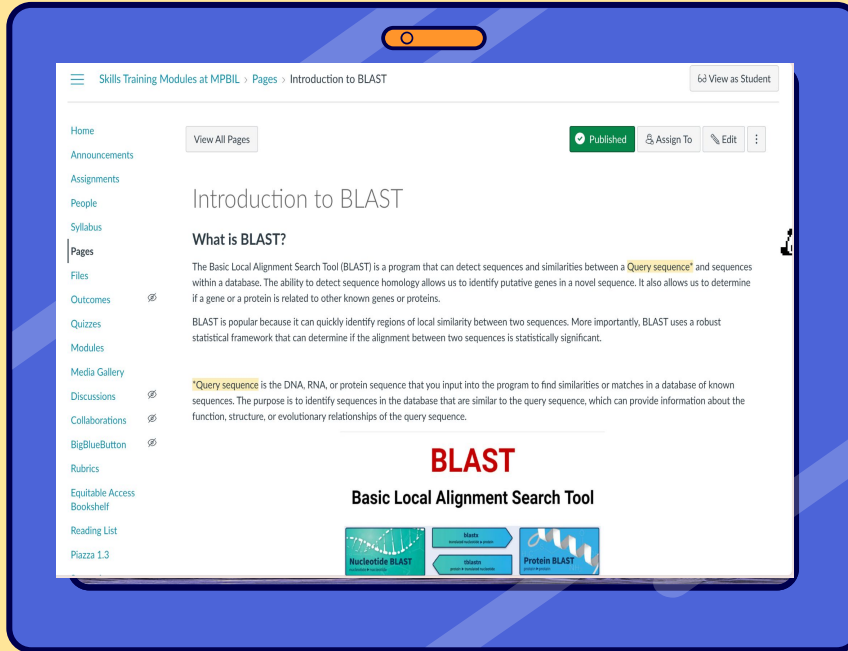 Skills Training Modules at MPBIL > Pages > Introduction to BLAST
View as Student
Home
Announcements
Assignments
People
Syllabus
Pages
Files
Outcomes
Quizzes
Modules
Media Gallery
Discussions
Collaborations
BigBlueButton
Rubrics
Equitable Access
Bookshelf
Reading List
Piazza 1.3
View All Pages
Published
Assign To
Edit
Introduction to BLAST
What is BLAST?
The Basic Local Alignment Search Tool (BLAST) is a program that can detect sequences and similarities between a Query sequence* and sequences
within a database. The ability to detect sequence homology allows us to identify putative genes in a novel sequence. It also allows us to determine
if a gene or a protein is related to other known genes or proteins.
BLAST is popular because it can quickly identify regions of local similarity between two sequences. More importantly, BLAST uses a robust
statistical framework that can determine if the alignment between two sequences is statistically significant.
*Query sequence is the DNA, RNA, or protein sequence that you input into the program to find similarities or matches in a database of known
sequences. The purpose is to identify sequences in the database that are similar to the query sequence, which can provide information about the
function, structure, or evolutionary relationships of the query sequence.
BLAST
Basic Local Alignment Search Tool
Nucleotide BLAST
blastx
translated nucleotide ▸ protein
tblastn
protein ▸ translated nucleotide
Protein BLAST
protein ▸ protein